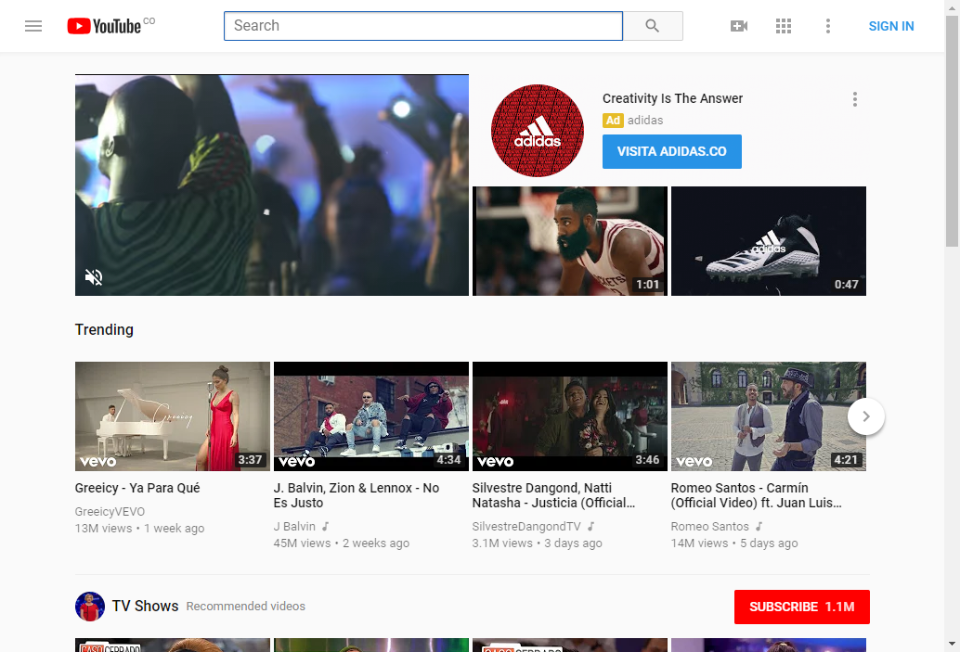 YouTube CO
Search
SIGN IN
Creativity Is The Answer
Ad adidas
adidas
VISITA ADIDAS.CO
1:01
adidas
0:47
Trending
Greeicy
vevo
3:37
vevo
4:34
vevo
3:46
vevo
4:21
Greeicy - Ya Para Qué
GreeicyVEVO
13M views • 1 week ago
J. Balvin, Zion & Lennox - No
Es Justo
J Balvin
45M views • 2 weeks ago
Silvestre Dangond, Natti
Natasha - Justicia (Official...
SilvestreDangondTV
3.1M views • 3 days ago
Romeo Santos - Carmín
(Official Video) ft. Juan Luis...
Romeo Santos
14M views • 5 days ago
TV Shows Recommended videos
SUBSCRIBE 1.1M
CERRADO